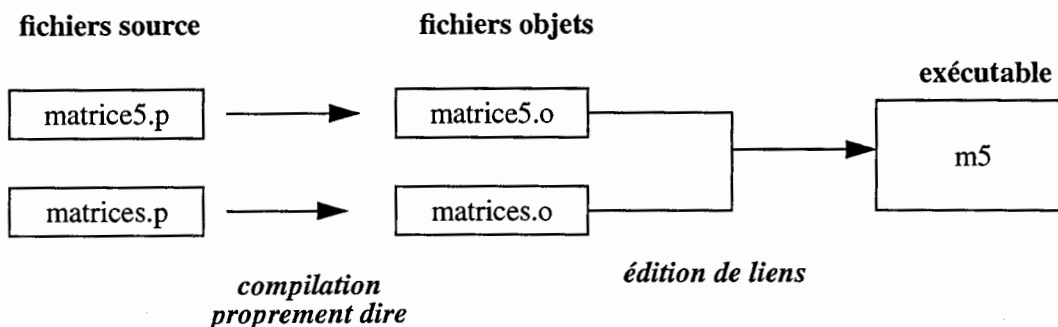 fichiers source
fichiers objets
exécutable
matrice5.p
matrice5.o
m5
matrices.p
matrices.o
compilation
proprement dire
édition de liens